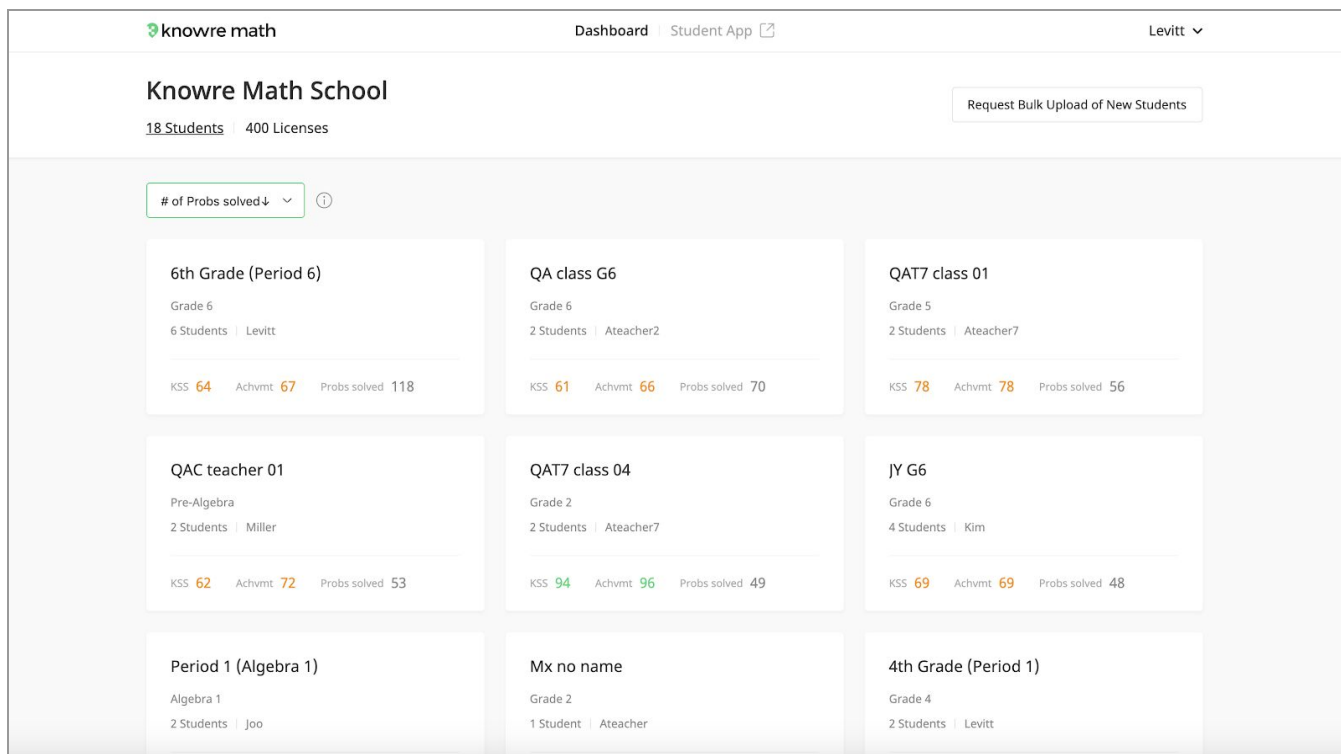 knowre math
Dashboard
Student App
Levitt
Knowre Math School
18 Students
400 Licenses
Request Bulk Upload of New Students
# of Probs solved↓
6th Grade (Period 6)
Grade 6
6 Students
Levitt
KSS 64 Achvmt 67 Probs solved 118
QA class G6
Grade 6
2 Students
Ateacher2
KSS 61 Achvmt 66 Probs solved 70
QAT7 class 01
Grade 5
2 Students
Ateacher7
KSS 78 Achvmt 78 Probs solved 56
QAC teacher 01
Pre-Algebra
2 Students
Miller
KSS 62 Achvmt 72 Probs solved 53
QAT7 class 04
Grade 2
2 Students
Ateacher7
KSS 94 Achvmt 96 Probs solved 49
JY G6
Grade 6
4 Students
Kim
KSS 69 Achvmt 69 Probs solved 48
Period 1 (Algebra 1)
Algebra 1
2 Students
Joo
Mx no name
Grade 2
1 Student
Ateacher
4th Grade (Period 1)
Grade 4
2 Students
Levitt